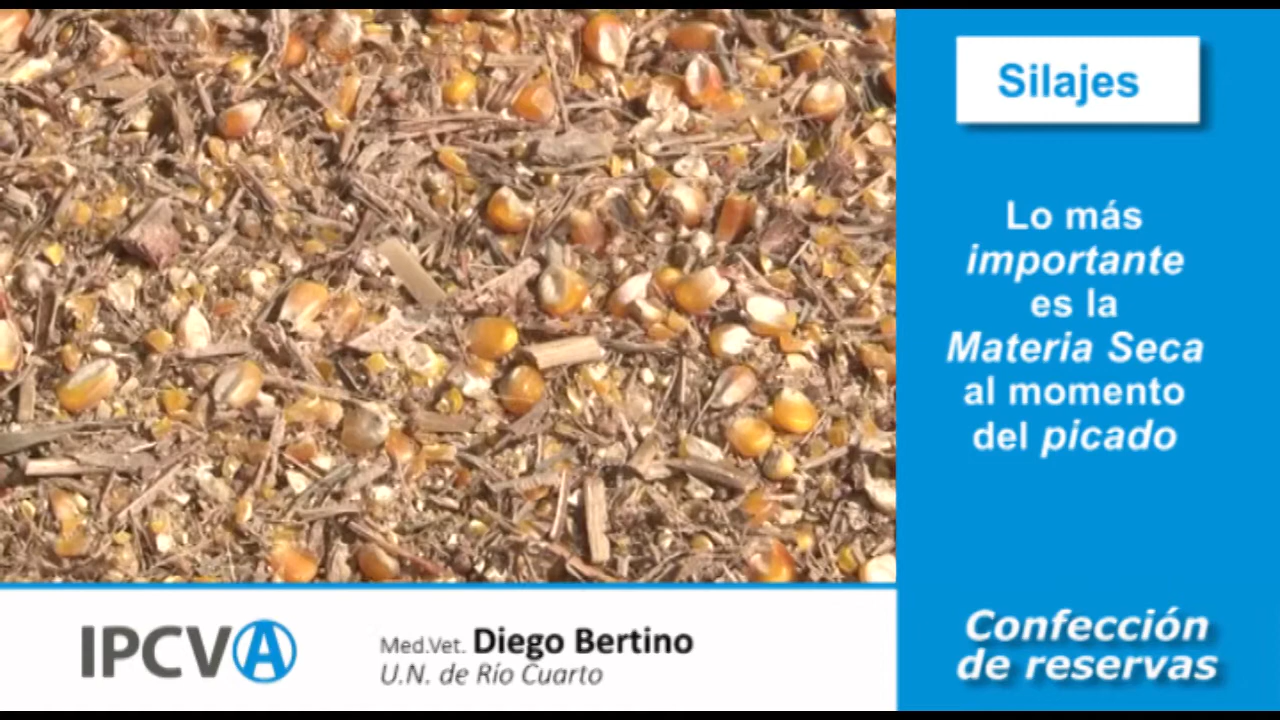 Silajes
Lo más
importante
es la
Materia Seca
al momento
del picado
IPCVA
Med.Vet. Diego Bertino
U.N. de Río Cuarto
Confección
de reservas